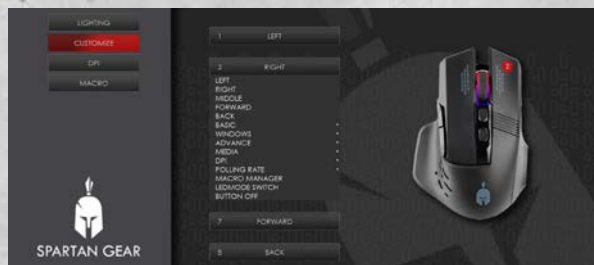 LIGHTING
CUSTOMIZE
DPI
MACRO
SPARTAN GEAR
1 LEFT
2 RIGHT
LEFT
RIGHT
MIDDLE
FORWARD
BACK
BASIC
WINDOWS
ADVANCE
MEDIA
DPI
POLLING RATE
MACRO MANAGER
LEDMODE SWITCH
BUTTON OFF
7 FORWARD
8 BACK
2